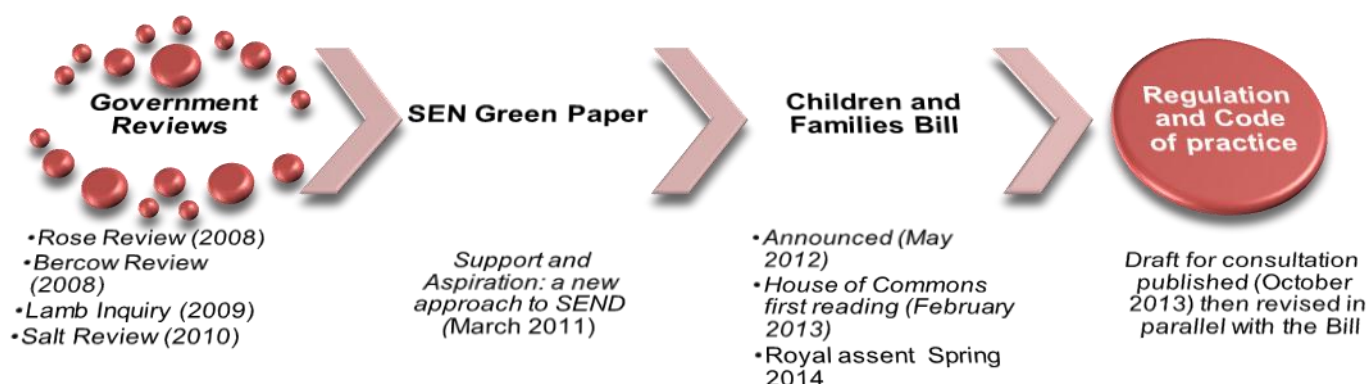 Government
Reviews
•Rose Review (2008)
•Bercow Review
(2008)
•Lamb Inquiry (2009)
•Salt Review (2010)
SEN Green Paper
Support and
Aspiration: a new
approach to SEND
(March 2011)
Children and
Families Bill
•Announced (May
2012)
•House of Commons
first reading (February
2013)
•Royal assent Spring
2014
Regulation
and Code
of practice
Draft for consultation
published (October
2013) then revised in
parallel with the Bill